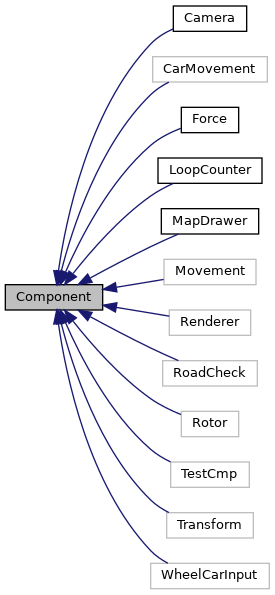 Camera
CarMovement
Force
LoopCounter
MapDrawer
Movement
Component
Renderer
RoadCheck
Rotor
TestCmp
Transform
WheelCarInput